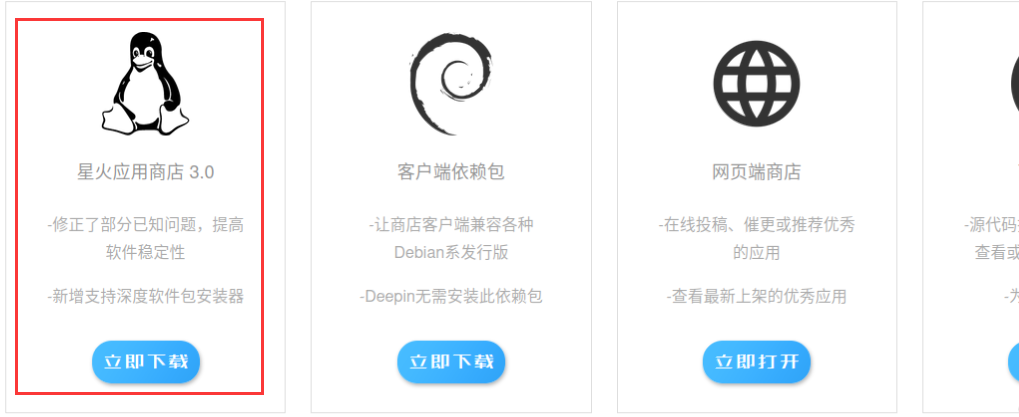 星火应用商店 3.0
-修正了部分已知问题，提高
软件稳定性
-新增支持深度软件包安装器
立即下载
客户端依赖包
-让商店客户端兼容各种
Debian系发行版
-Deepin无需安装此依赖包
立即下载
网页端商店
-在线投稿、催更或推荐优秀
的应用
-查看最新上架的优秀应用
立即打开
-源代码
查看或